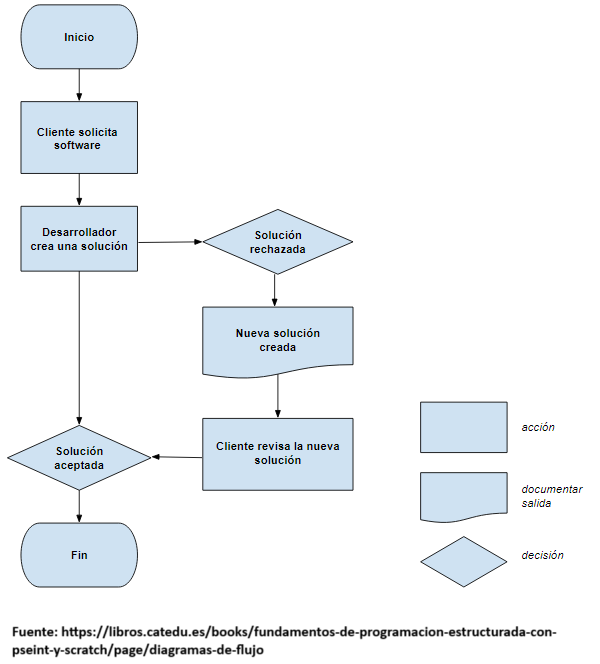 Inicio
Cliente solicita
software
Desarrollador
crea una solución
Solución
rechazada
Nueva solución
creada
Cliente revisa la nueva
solución
Solución
aceptada
Fin
acción
documentar
salida
decisión
Fuente: https://libros.catedu.es/books/fundamentos-de-programacion-estructurada-con-
pseint-y-scratch/page/diagramas-de-flujo